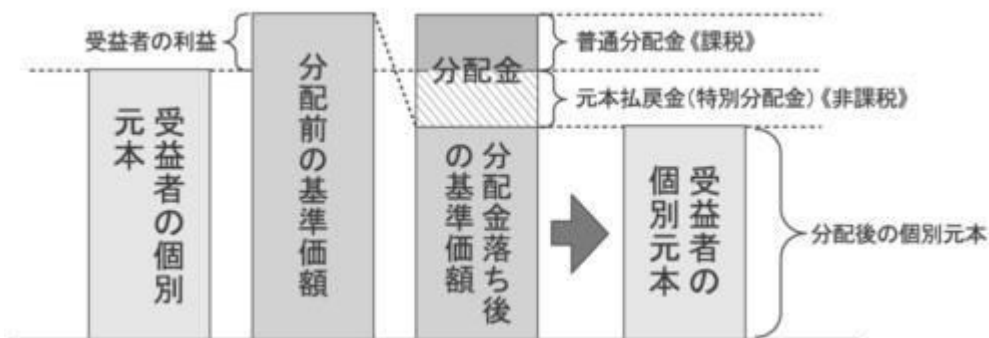 受益者の利益
受益者の個別
元本
分配前の基準価額
分配金
分配金落ち後
の基準価額
普通分配金《課税》
元本払戻金(特別分配金)《非課税》
受益者の
個別元本
分配後の個別元本